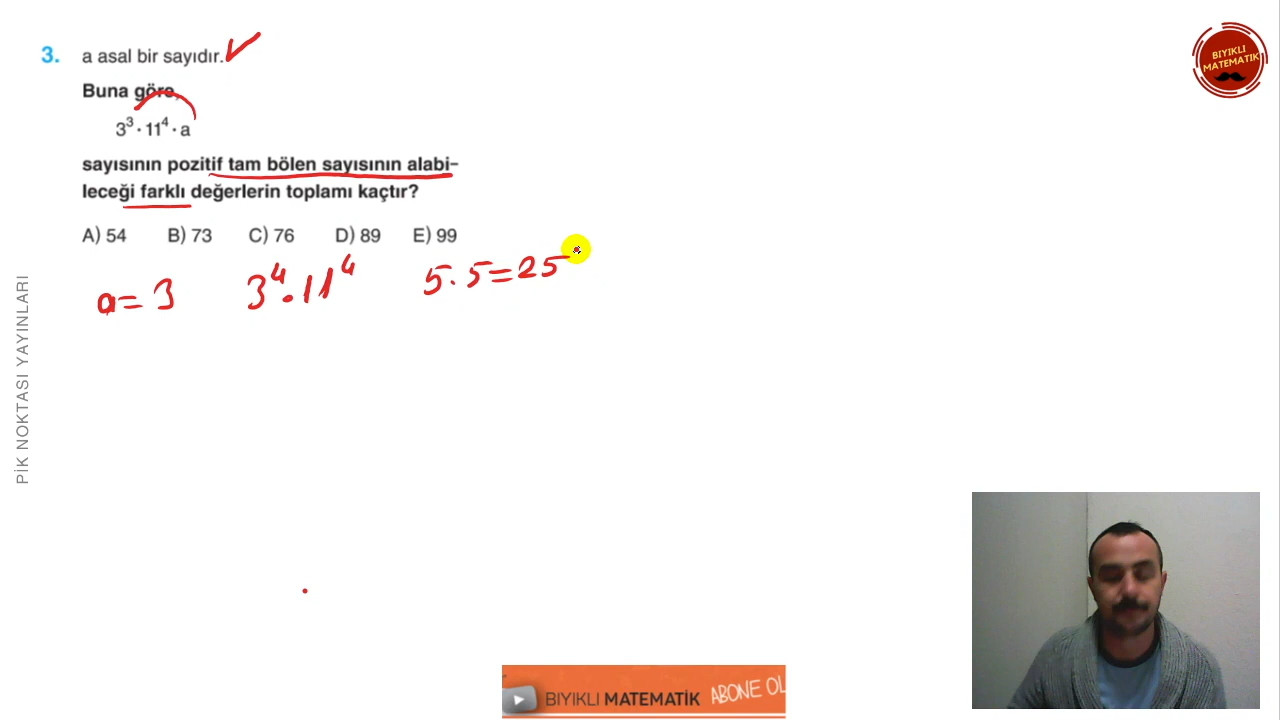 3. a asal bir sayıdır.
Buna göre,
3³ · 11⁴ · a
sayısının pozitif tam bölen sayısının alabi-
leceği farklı değerlerin toplamı kaçtır?
A) 54 B) 73 C) 76 D) 89 E) 99
a = 3 3⁴ · 11⁴ 5 · 5 = 25
PİK NOKTASI YAYINLARI
BIYIKLI
MATEMATİK
BIYIKLI MATEMATİK ABONE OL